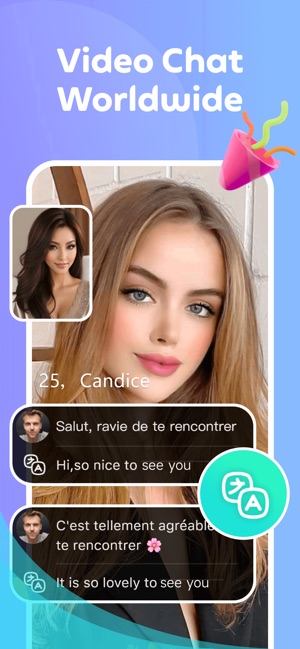 Video Chat
Worldwide
25, Candice
Salut, ravie de te rencontrer
Hi,so nice to see you
C'est tellement agréable
te rencontrer 🌸
It is so lovely to see you